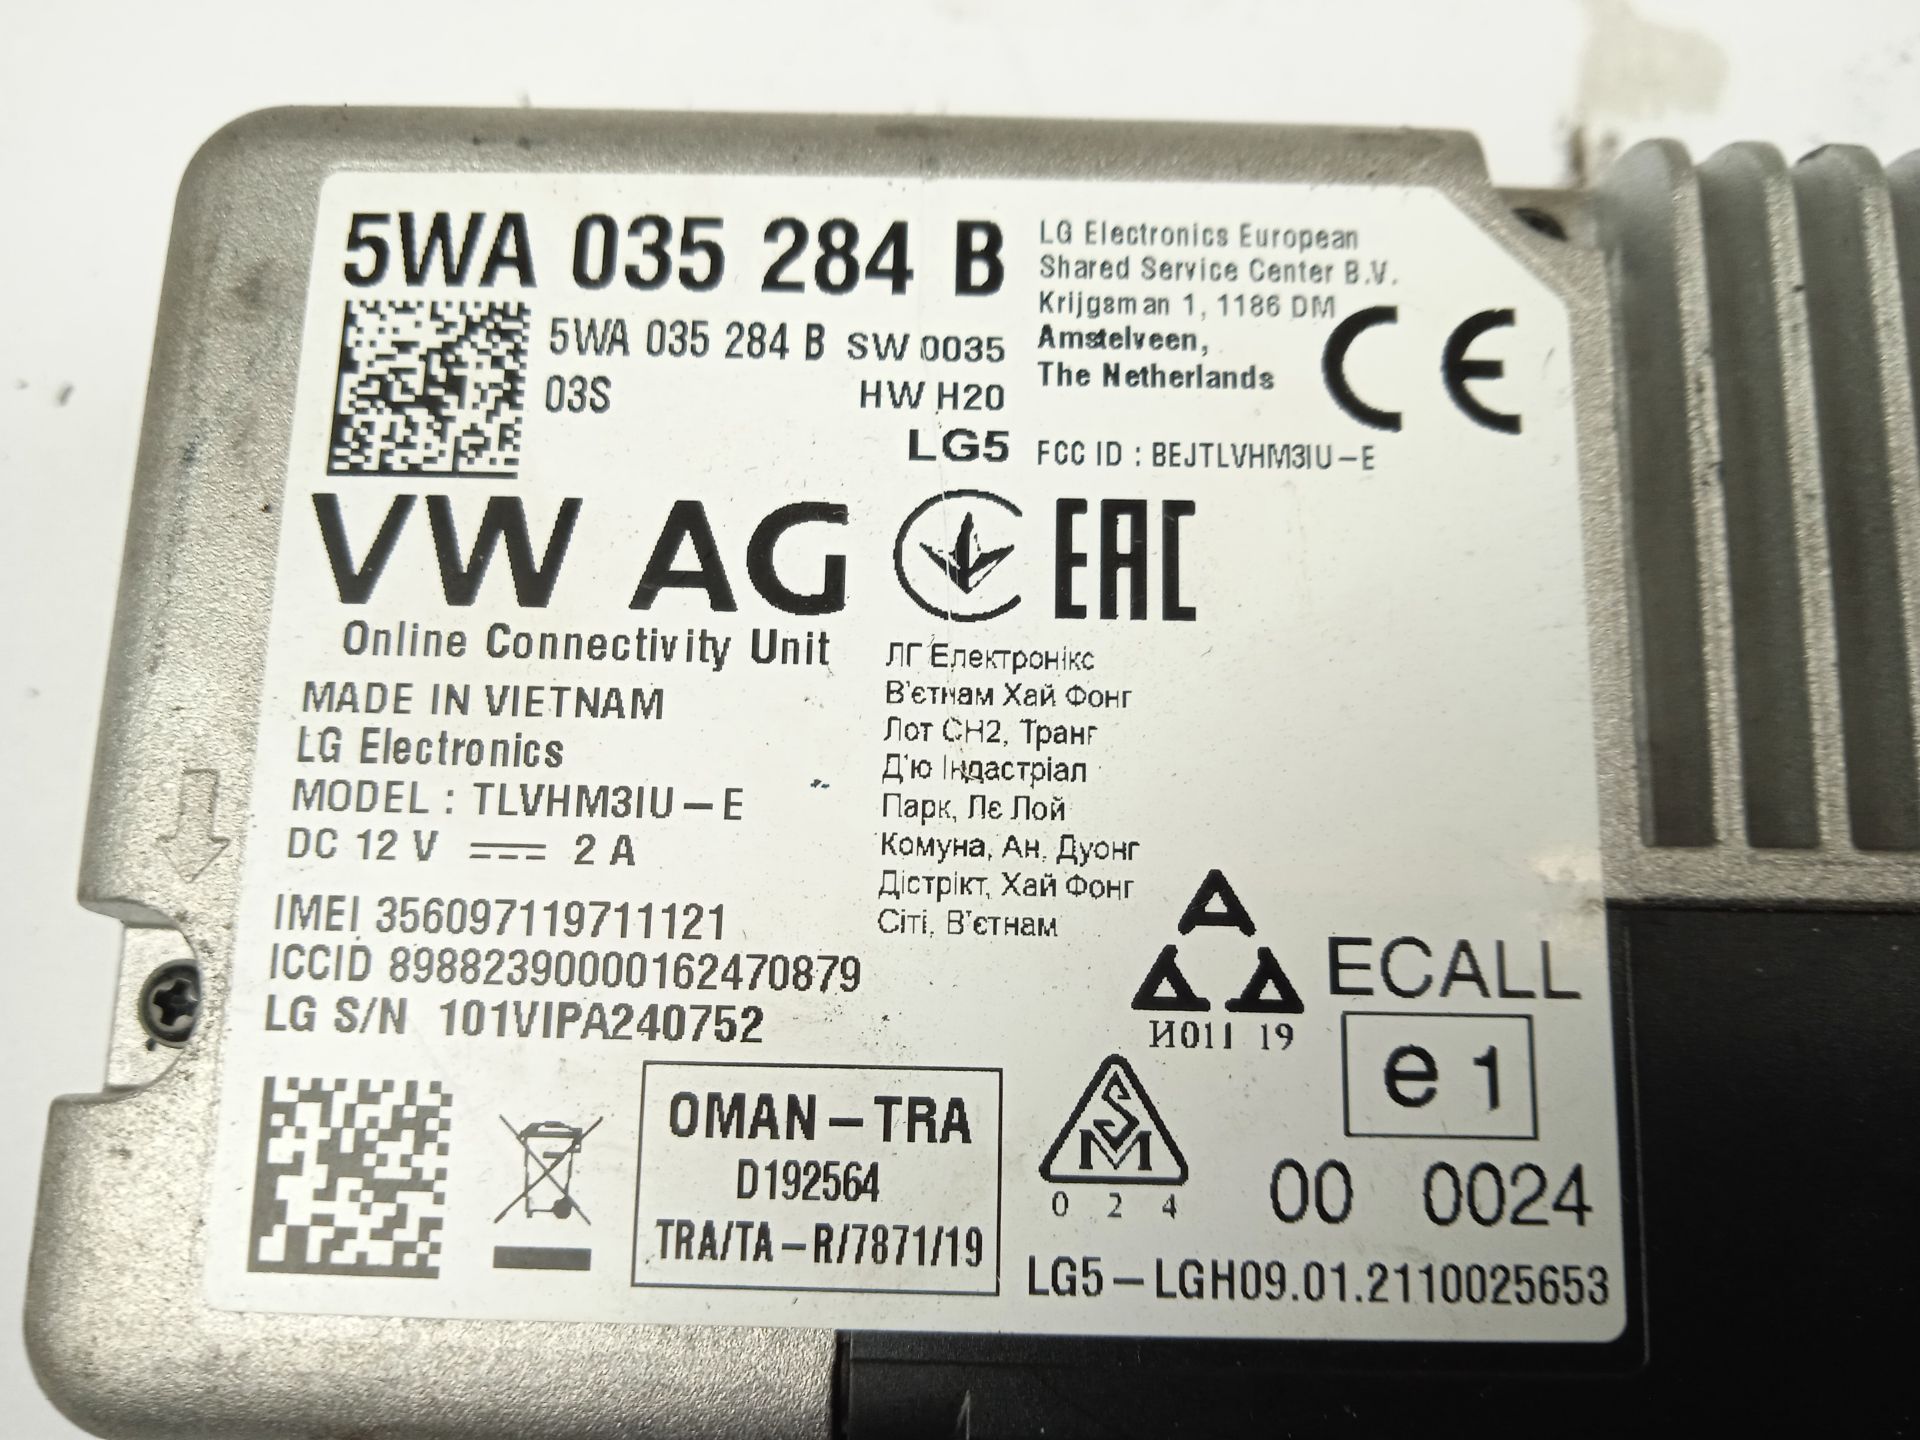 5WA 035 284 B
5WA 035 284 B SW 0035
03S HW H20
LG5
LG Electronics European
Shared Service Center B.V.
Krijgsman 1, 1186 DM
Amstelveen,
The Netherlands
CE
FCC ID : BEJTLVHM3IU-E
VW AG
EAC
Online Connectivity Unit
MADE IN VIETNAM
LG Electronics
MODEL : TLVHM3IU-E
DC 12 V 2 A
ЛГ Електронікс
В'єтнам Хай Фонг
Лот CH2, Транг
Д'ю Індастріал
Парк, Лє Лой
Комуна, Ан, Дуонг
Дістрікт, Хай Фонг
Сіті, В'єтнам
IMEI 356097119711121
ICCID 89882390000162470879
LG S/N 101VIPA240752
A
И011 19
ECALL
e1
OMAN-TRA
D192564
TRA/TA-R/7871/19
SM
024
00 0024
LG5-LGH09.01.2110025653